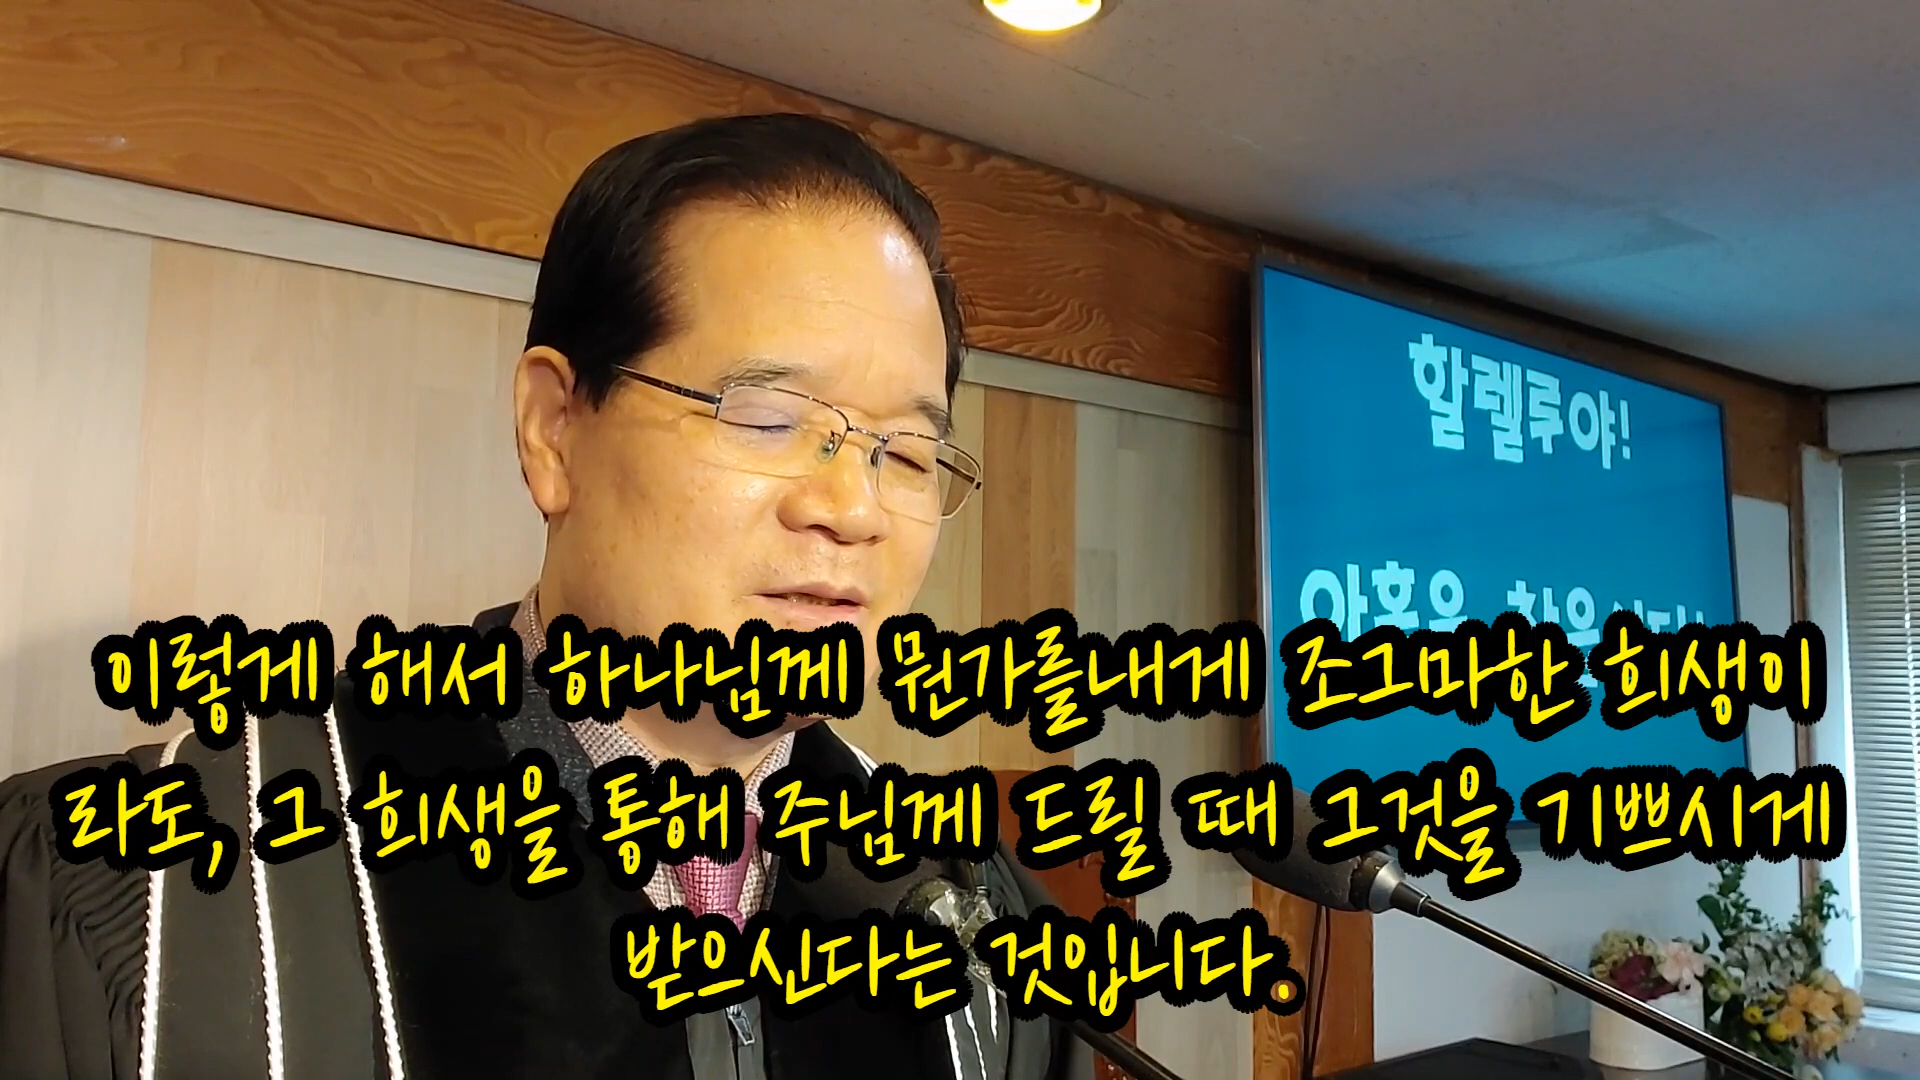 할렐루야!
이렇게 해서 하나님께 뭔가를내게 조그마한 희생이
라도, 그 희생을 통해 주님께 드릴 때 그것을 기쁘시게
받으신다는 것입니다.